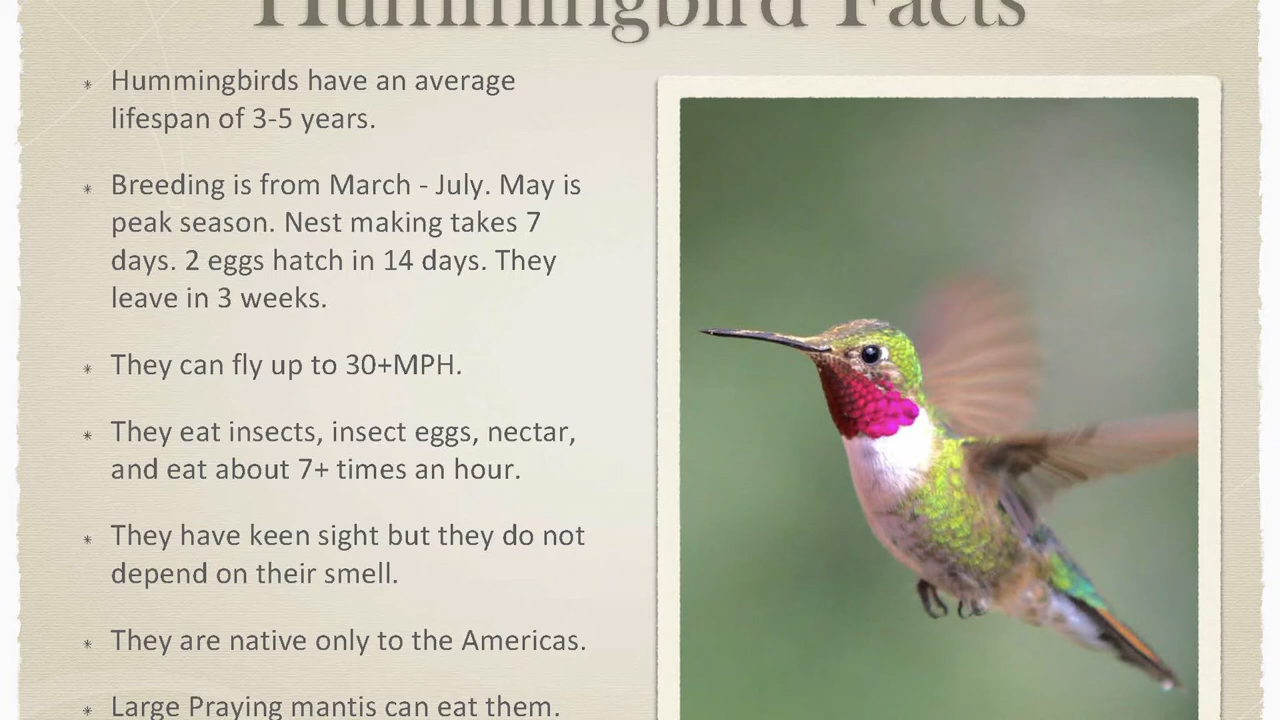 Hummingbird Facts
* Hummingbirds have an average
lifespan of 3-5 years.
* Breeding is from March - July. May is
peak season. Nest making takes 7
days. 2 eggs hatch in 14 days. They
leave in 3 weeks.
* They can fly up to 30+MPH.
* They eat insects, insect eggs, nectar,
and eat about 7+ times an hour.
* They have keen sight but they do not
depend on their smell.
* They are native only to the Americas.
* Large Praying mantis can eat them.